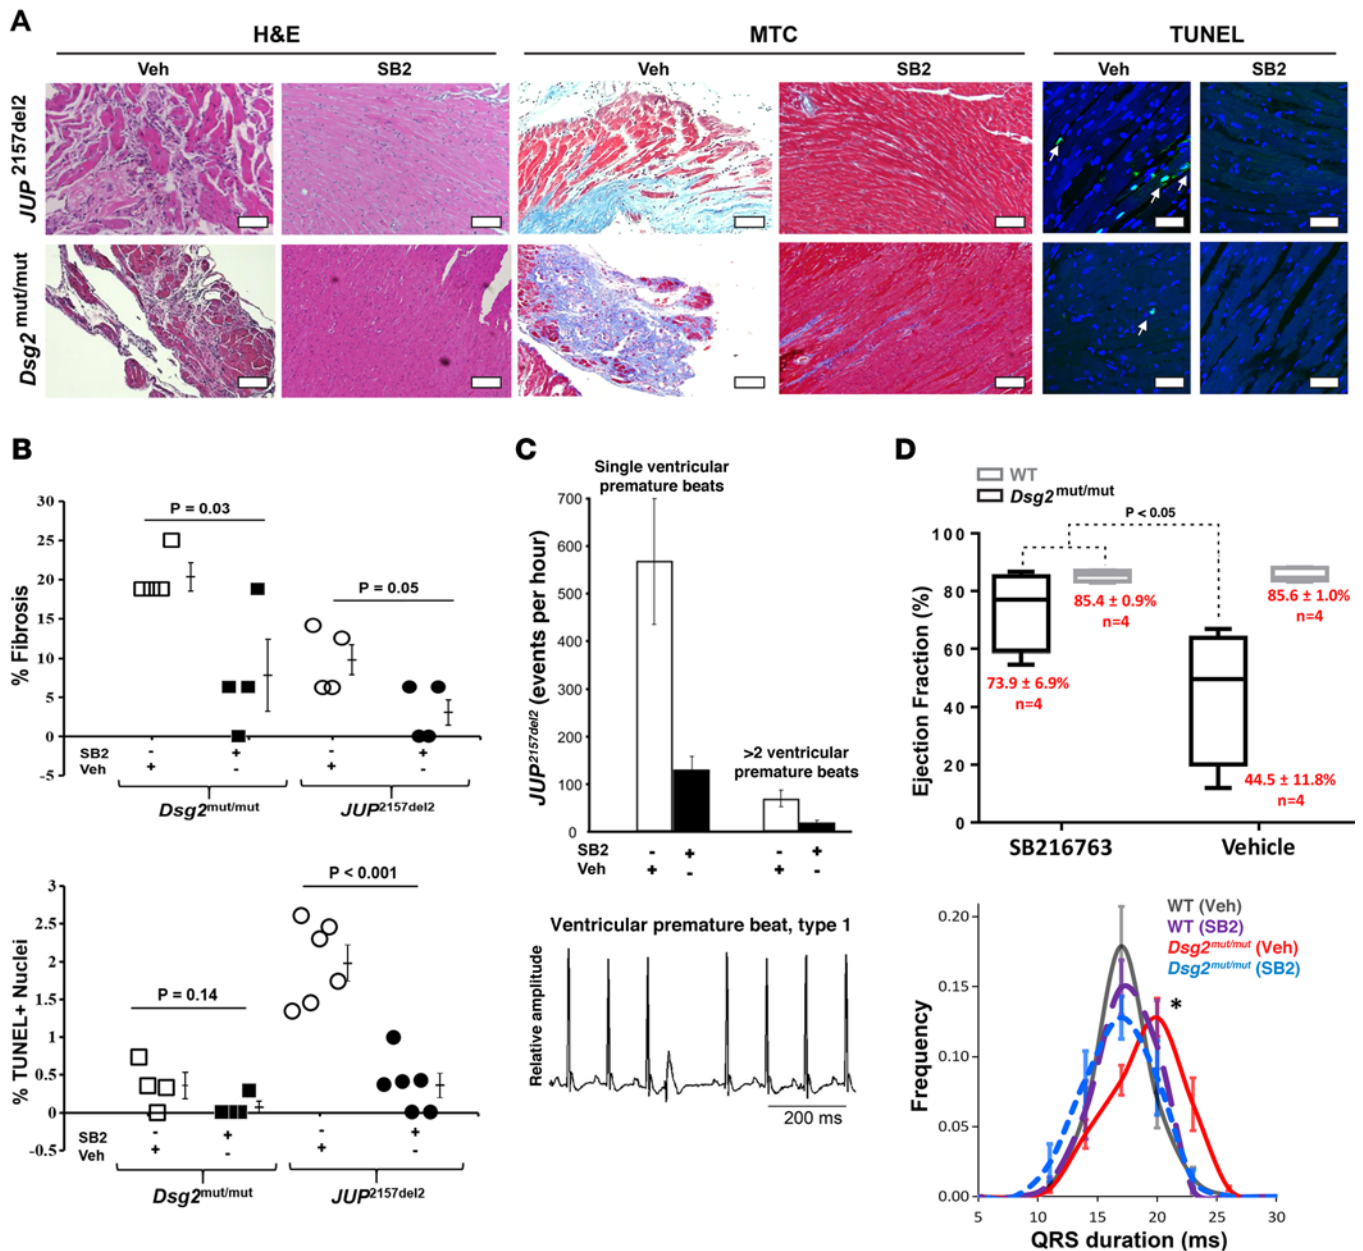 A
H&E
MTC
TUNEL
Veh
SB2
Veh
SB2
Veh
SB2
JUP 2157del2
Dsg2 mut/mut
B
% Fibrosis
30
25
20
15
10
5
0
-5
P = 0.03
P = 0.05
SB2 - + - +
Veh + - + -
Dsg2mut/mut
JUP2157del2
% TUNEL+ Nuclei
3
2.5
2
1.5
1
0.5
0
-0.5
P < 0.001
P = 0.14
SB2 - + - +
Veh + - + -
Dsg2mut/mut
JUP2157del2
C
Single ventricular
premature beats
JUP2157del2 (events per hour)
700
600
500
400
300
200
100
0
>2 ventricular
premature beats
SB2 - + - +
Veh + - + -
Ventricular premature beat, type 1
Relative amplitude
200 ms
D
WT
Dsg2mut/mut
P < 0.05
Ejection Fraction (%)
100
80
60
40
20
0
85.4 ± 0.9%
n=4
85.6 ± 1.0%
n=4
73.9 ± 6.9%
n=4
44.5 ± 11.8%
n=4
SB216763
Vehicle
WT (Veh)
WT (SB2)
Dsg2mut/mut (Veh)
Dsg2mut/mut (SB2)
*
Frequency
0.20
0.15
0.10
0.05
0.00
5 10 15 20 25 30
QRS duration (ms)